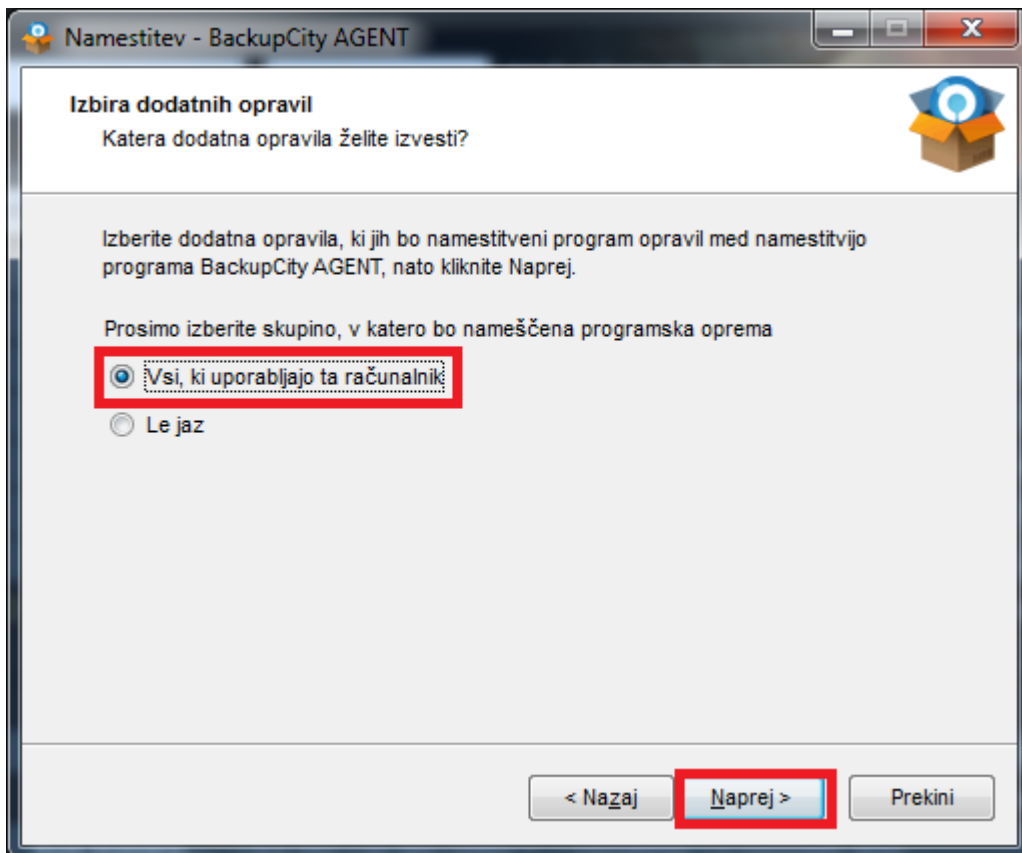 Namestitev - BackupCity AGENT
Izbira dodatnih opravil
Katera dodatna opravila želite izvesti?
Izberite dodatna opravila, ki jih bo namestitveni program opravil med namestitvijo
programa BackupCity AGENT, nato kliknite Naprej.
Prosimo izberite skupino, v katero bo nameščena programska oprema
Vsi, ki uporabljajo ta računalnik
Le jaz
< Nazaj
Naprej >
Prekini